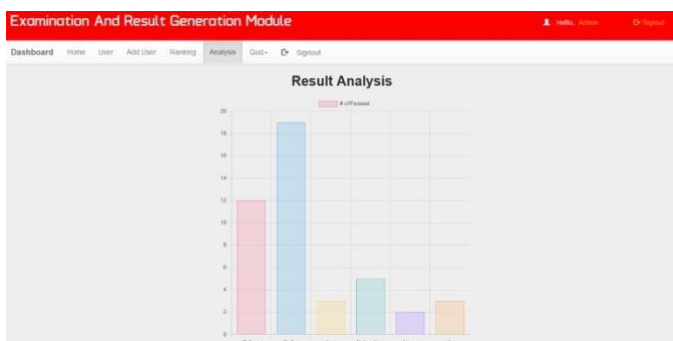 Examination And Result Generation Module
Hello, Admin
Signout
Dashboard Home User Add User Ranking Analysis Quiz Signout
Result Analysis
# of Passed
20
18
16
14
12
10
8
6
4
2
0